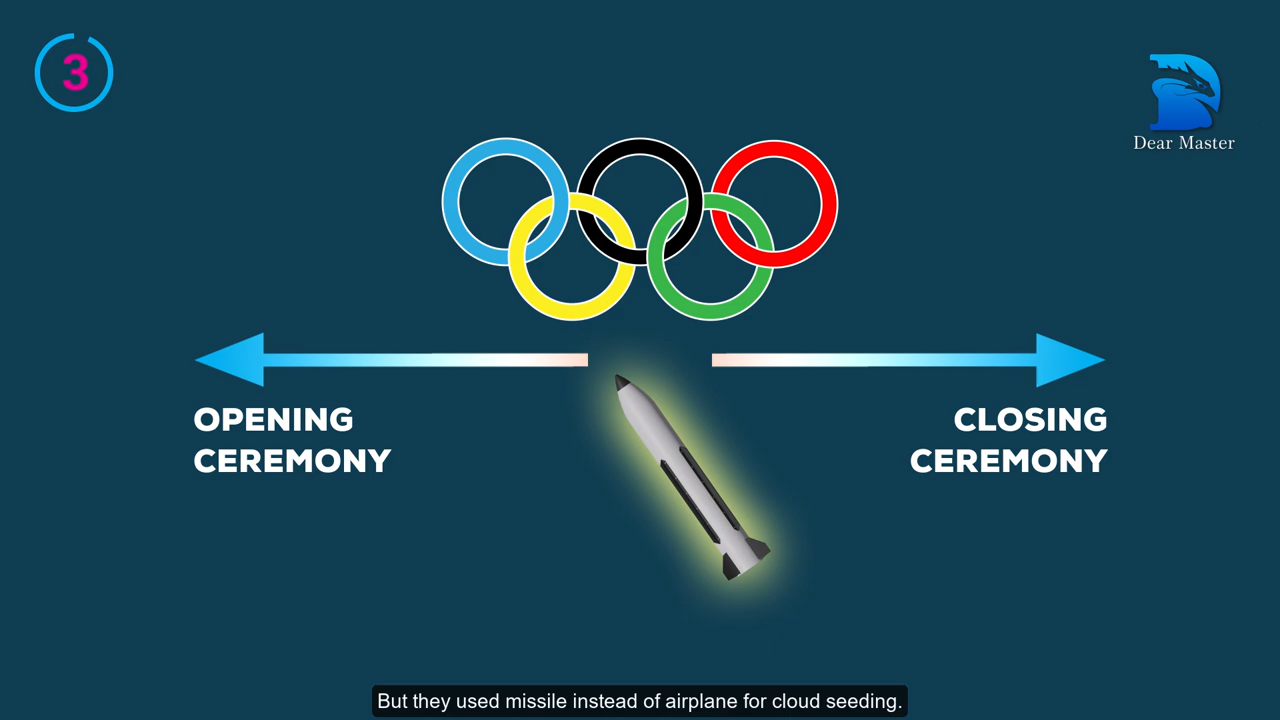 3
Dear Master
OPENING
CEREMONY
CLOSING
CEREMONY
But they used missile instead of airplane for cloud seeding.